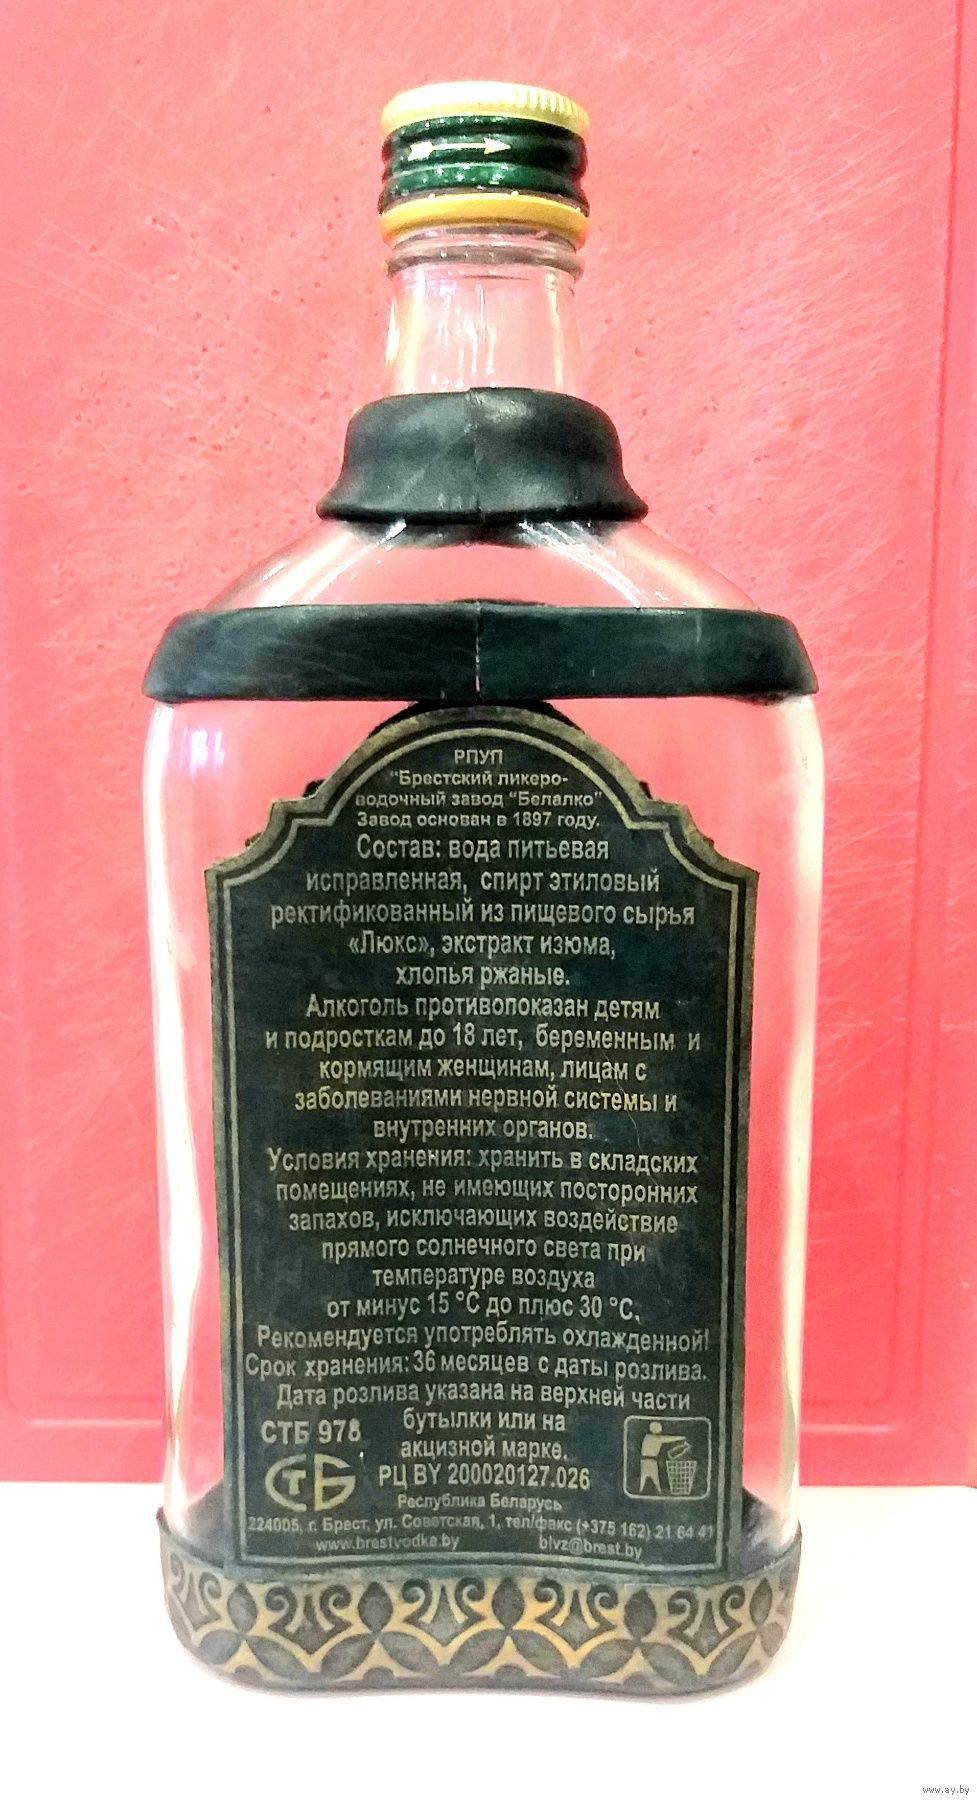 РПУП
"Брестский ликеро-
водочный завод "Белалко"
Завод основан в 1897 году.
Состав: вода питьевая
исправленная, спирт этиловый
ректификованный из пищевого сырья
«Люкс», экстракт изюма,
хлопья ржаные.
Алкоголь противопоказан детям
и подросткам до 18 лет, беременным и
кормящим женщинам, лицам с
заболеваниями нервной системы и
внутренних органов.
Условия хранения: хранить в складских
помещениях, не имеющих посторонних
запахов, исключающих воздействие
прямого солнечного света при
температуре воздуха
от минус 15 °С до плюс 30 °С.
Рекомендуется употреблять охлажденной!
Срок хранения: 36 месяцев с даты розлива.
Дата розлива указана на верхней части
бутылки или на
акцизной марке.
СТБ 978
СТБ
РЦ BY 200020127.026
Республика Беларусь
224005, г. Брест, ул. Советская, 1, тел/факс (+375 162) 21 64 41
www.brestvodka.by blvz@brest.by
www.ay.by